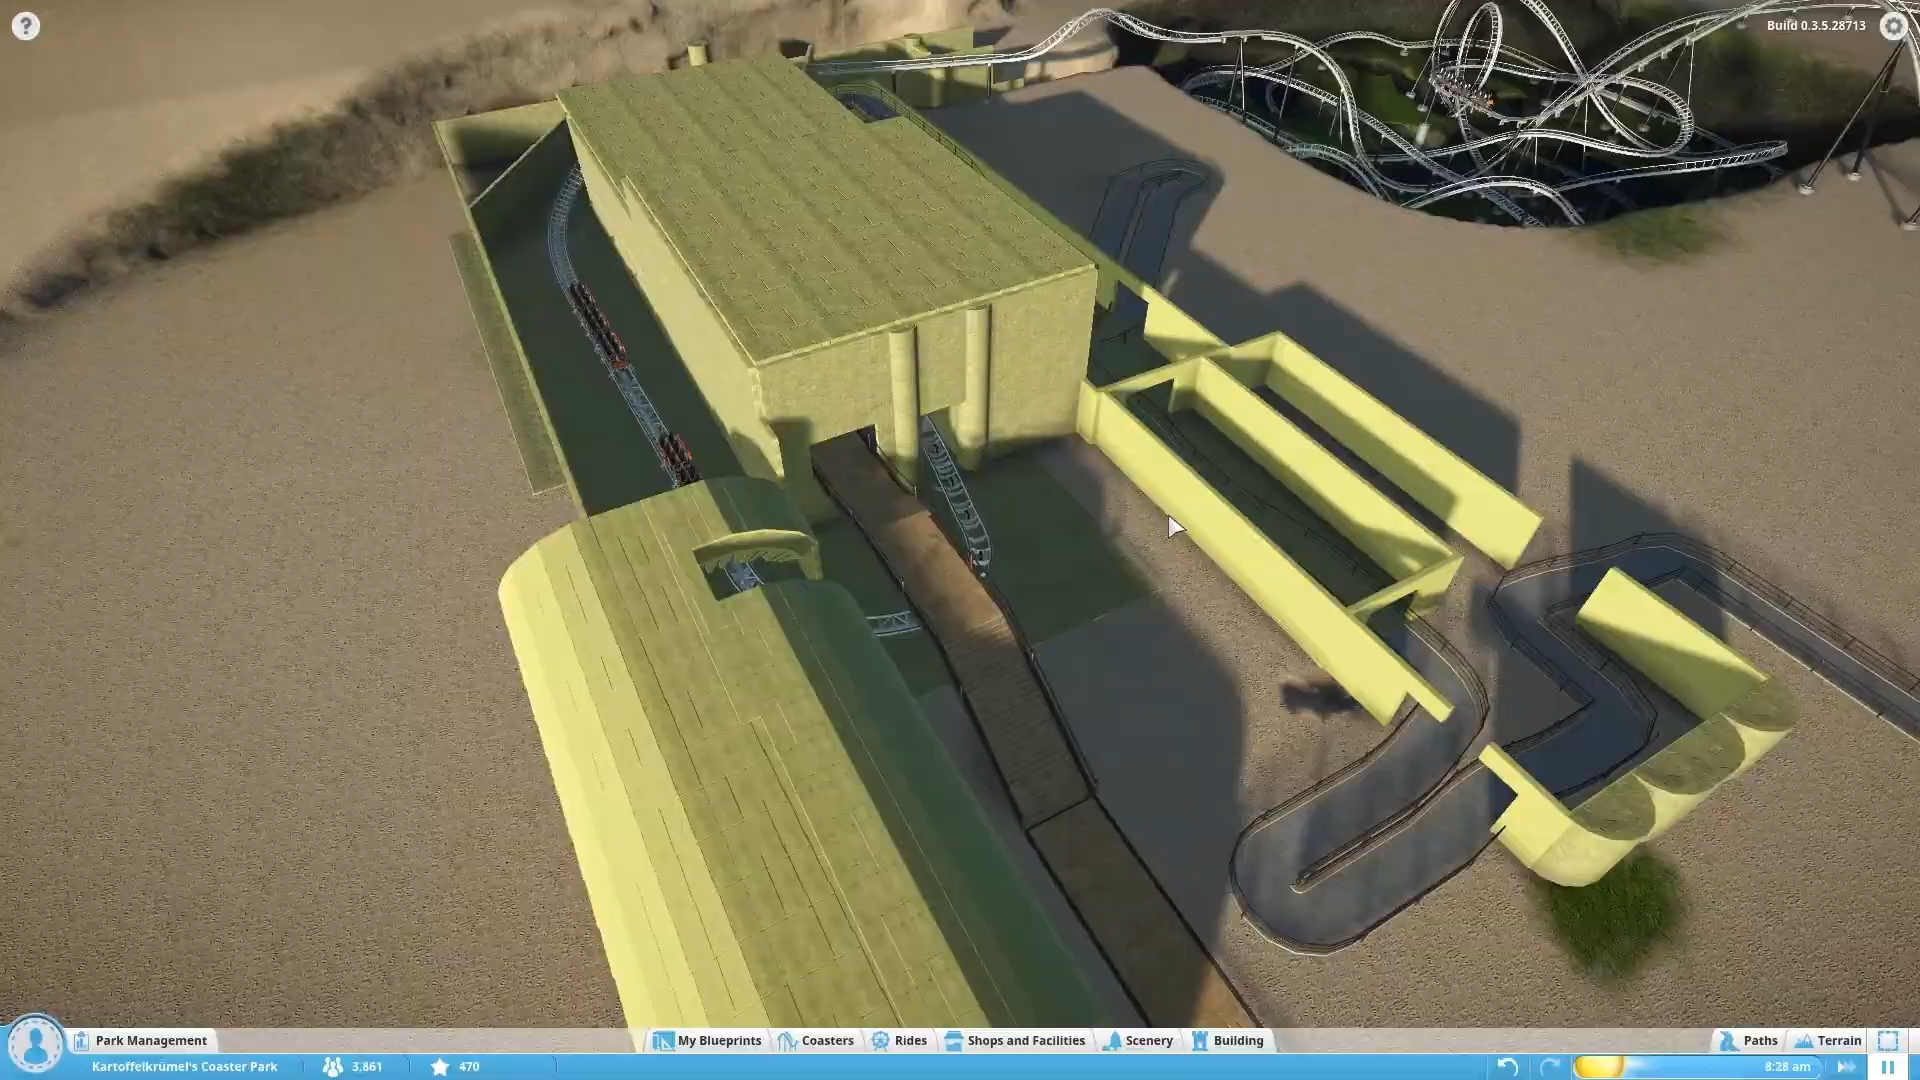 ?
Build 0.3.5.28713
Park Management
My Blueprints
Coasters
Rides
Shops and Facilities
Scenery
Building
Paths
Terrain
Kartoffelkrümel's Coaster Park
3,861
470
8:28 am